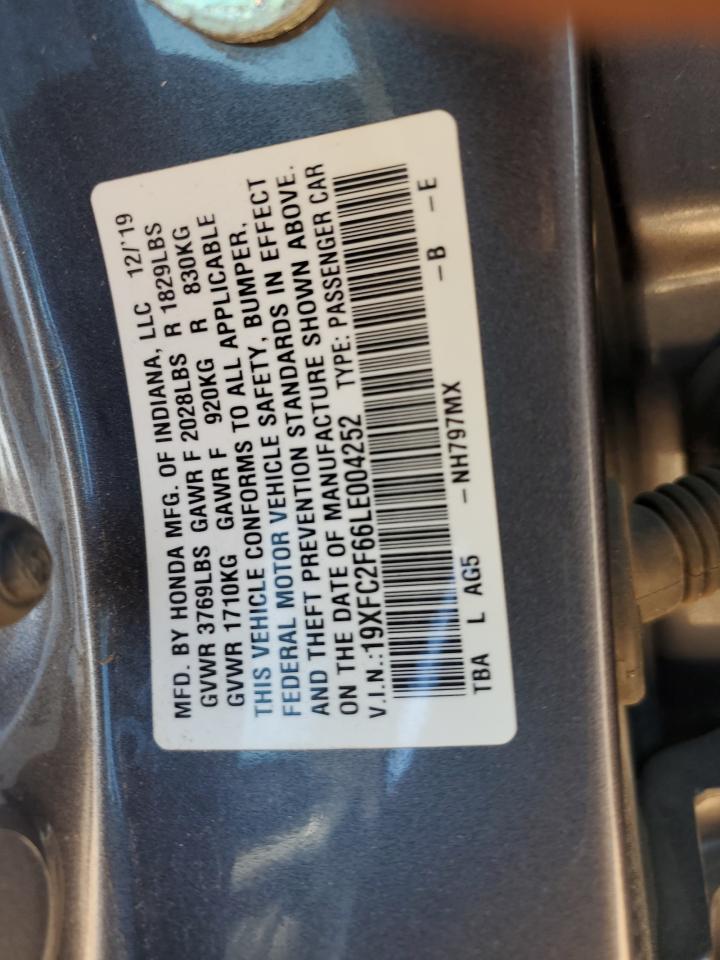 MFD. BY HONDA MFG. OF INDIANA, LLC 12/'19
GVWR 3769LBS GAWR F 2028LBS R 1829LBS
GVWR 1710KG GAWR F 920KG R 830KG
THIS VEHICLE CONFORMS TO ALL APPLICABLE
FEDERAL MOTOR VEHICLE SAFETY, BUMPER,
AND THEFT PREVENTION STANDARDS IN EFFECT
ON THE DATE OF MANUFACTURE SHOWN ABOVE.
V.I.N.:19XFC2F66LE004252 TYPE: PASSENGER CAR
TBA L AG5 -NH797MX -B -E